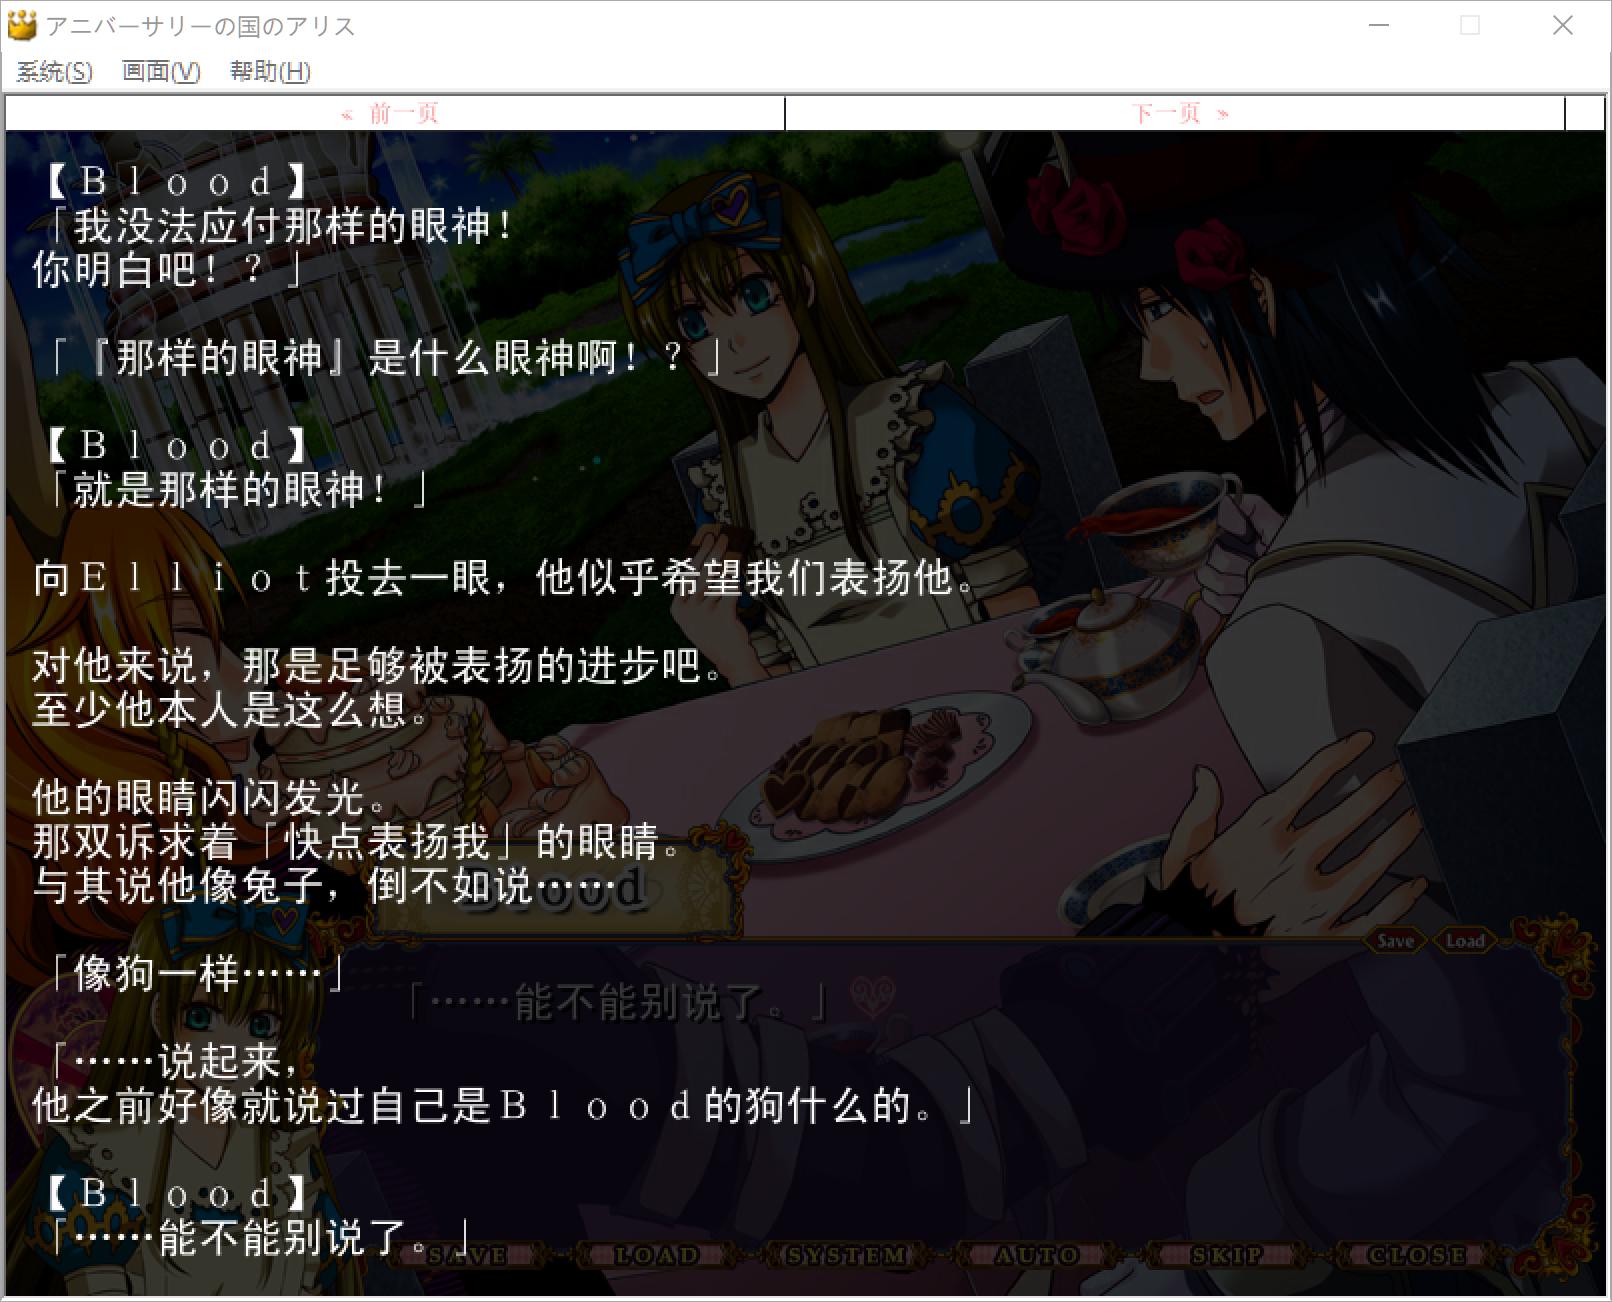 アニバーサリーの国のアリス
系统(S) 画面(V) 帮助(H)
« 前一页 下一页 »
【Blood】
「我没法应付那样的眼神!
你明白吧!?」
「『那样的眼神』是什么眼神啊!?」
【Blood】
「就是那样的眼神!」
向Elliot投去一眼，他似乎希望我们表扬他。
对他来说，那是足够被表扬的进步吧。
至少他本人是这么想。
他的眼睛闪闪发光。
那双诉求着「快点表扬我」的眼睛。
与其说他像兔子，倒不如说……
Blood
Save Load
「像狗一样……」
「……能不能别说了。」
「……说起来，
他之前好像就说过自己是Blood的狗什么的。」
【Blood】
「……能不能别说了。」
SAVE LOAD SYSTEM AUTO SKIP CLOSE